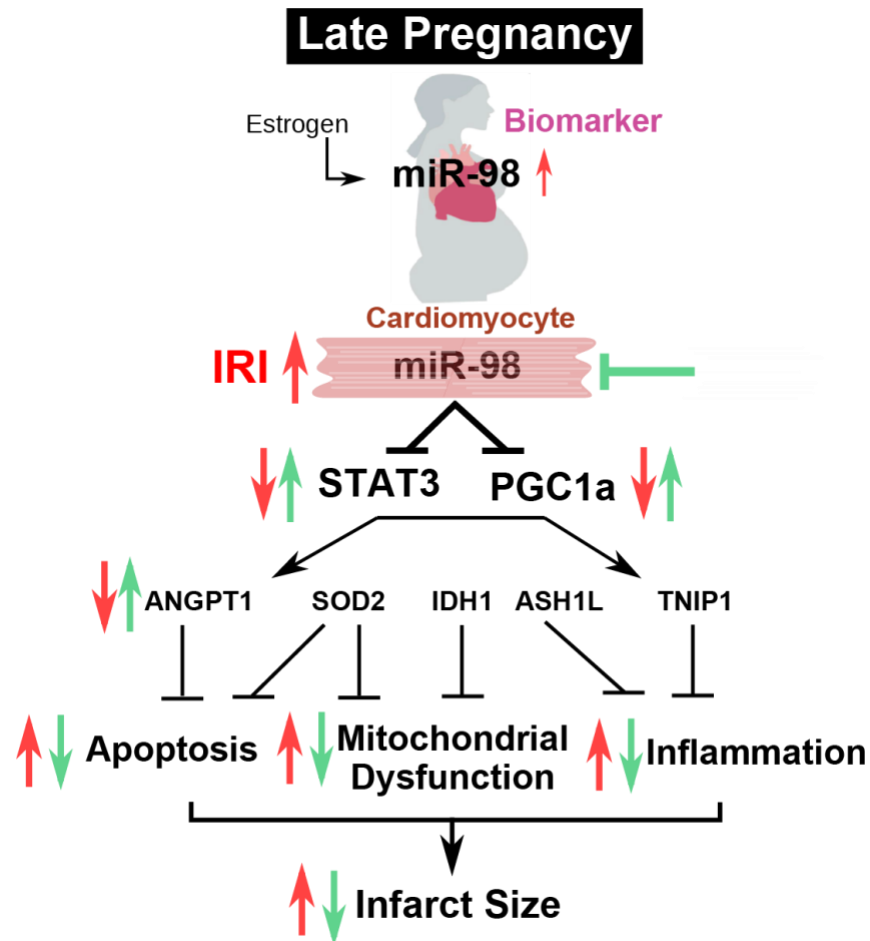 Late Pregnancy
Estrogen
Biomarker
miR-98
Cardiomyocyte
IRI
miR-98
STAT3
PGC1a
ANGPT1
SOD2
IDH1
ASH1L
TNIP1
Apoptosis
Mitochondrial
Dysfunction
Inflammation
Infarct Size